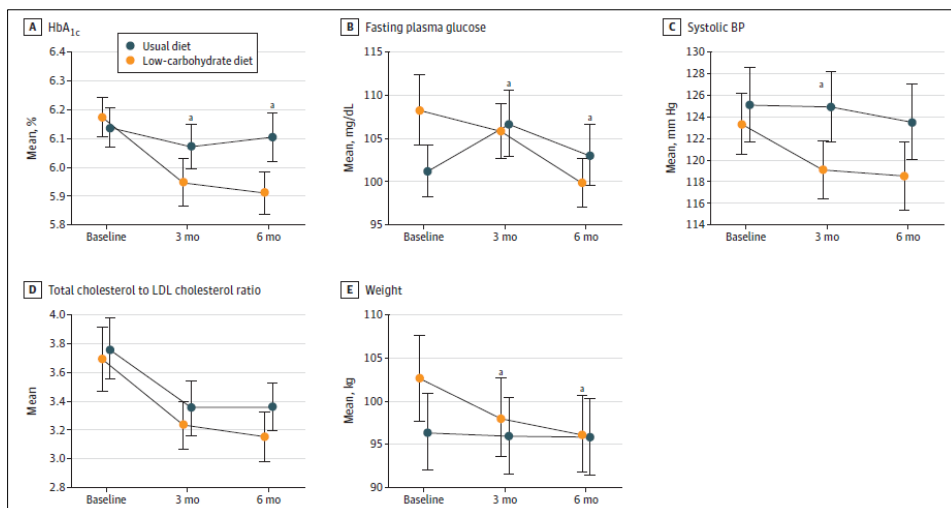 A HbA1c
Usual diet
Low-carbohydrate diet
Mean, %
6.4
6.3
6.2
6.1
6.0
5.9
5.8
a
a
Baseline
3 mo
6 mo
B Fasting plasma glucose
Mean, mg/dL
115
110
105
100
95
a
a
Baseline
3 mo
6 mo
C Systolic BP
Mean, mm Hg
130
128
126
124
122
120
118
116
114
a
Baseline
3 mo
6 mo
D Total cholesterol to LDL cholesterol ratio
Mean
4.0
3.8
3.6
3.4
3.2
3.0
2.8
Baseline
3 mo
6 mo
E Weight
Mean, kg
110
105
100
95
90
a
a
Baseline
3 mo
6 mo